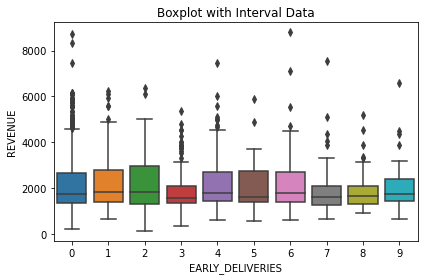 Boxplot with Interval Data
REVENUE
8000
6000
4000
2000
0
0 1 2 3 4 5 6 7 8 9
EARLY_DELIVERIES